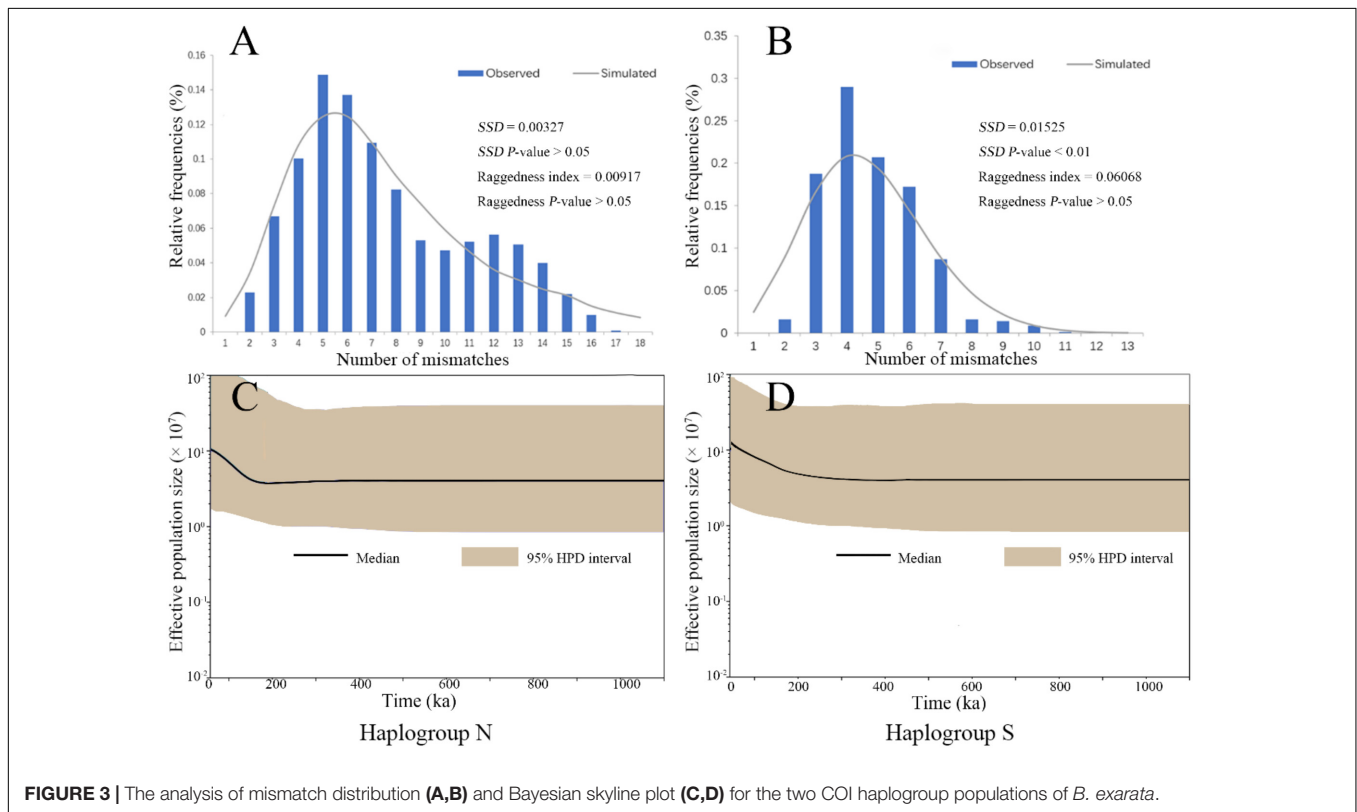 A
0.16
0.14
0.12
0.1
0.08
0.06
0.04
0.02
0
Relative frequencies (%)
Observed Simulated
SSD = 0.00327
SSD P-value > 0.05
Raggedness index = 0.00917
Raggedness P-value > 0.05
1 2 3 4 5 6 7 8 9 10 11 12 13 14 15 16 17 18
Number of mismatches
B
0.35
0.3
0.25
0.2
0.15
0.1
0.05
0
Relative frequencies (%)
Observed Simulated
SSD = 0.01525
SSD P-value < 0.01
Raggedness index = 0.06068
Raggedness P-value > 0.05
1 2 3 4 5 6 7 8 9 10 11 12 13
Number of mismatches
C
10²
10¹
10⁰
10⁻¹
10⁻²
Effective population size (× 10⁷)
Median 95% HPD interval
0 200 400 600 800 1000
Time (ka)
Haplogroup N
D
10²
10¹
10⁰
10⁻¹
10⁻²
Effective population size (× 10⁷)
Median 95% HPD interval
0 200 400 600 800 1000
Time (ka)
Haplogroup S
FIGURE 3 | The analysis of mismatch distribution (A,B) and Bayesian skyline plot (C,D) for the two COI haplogroup populations of B. exarata.